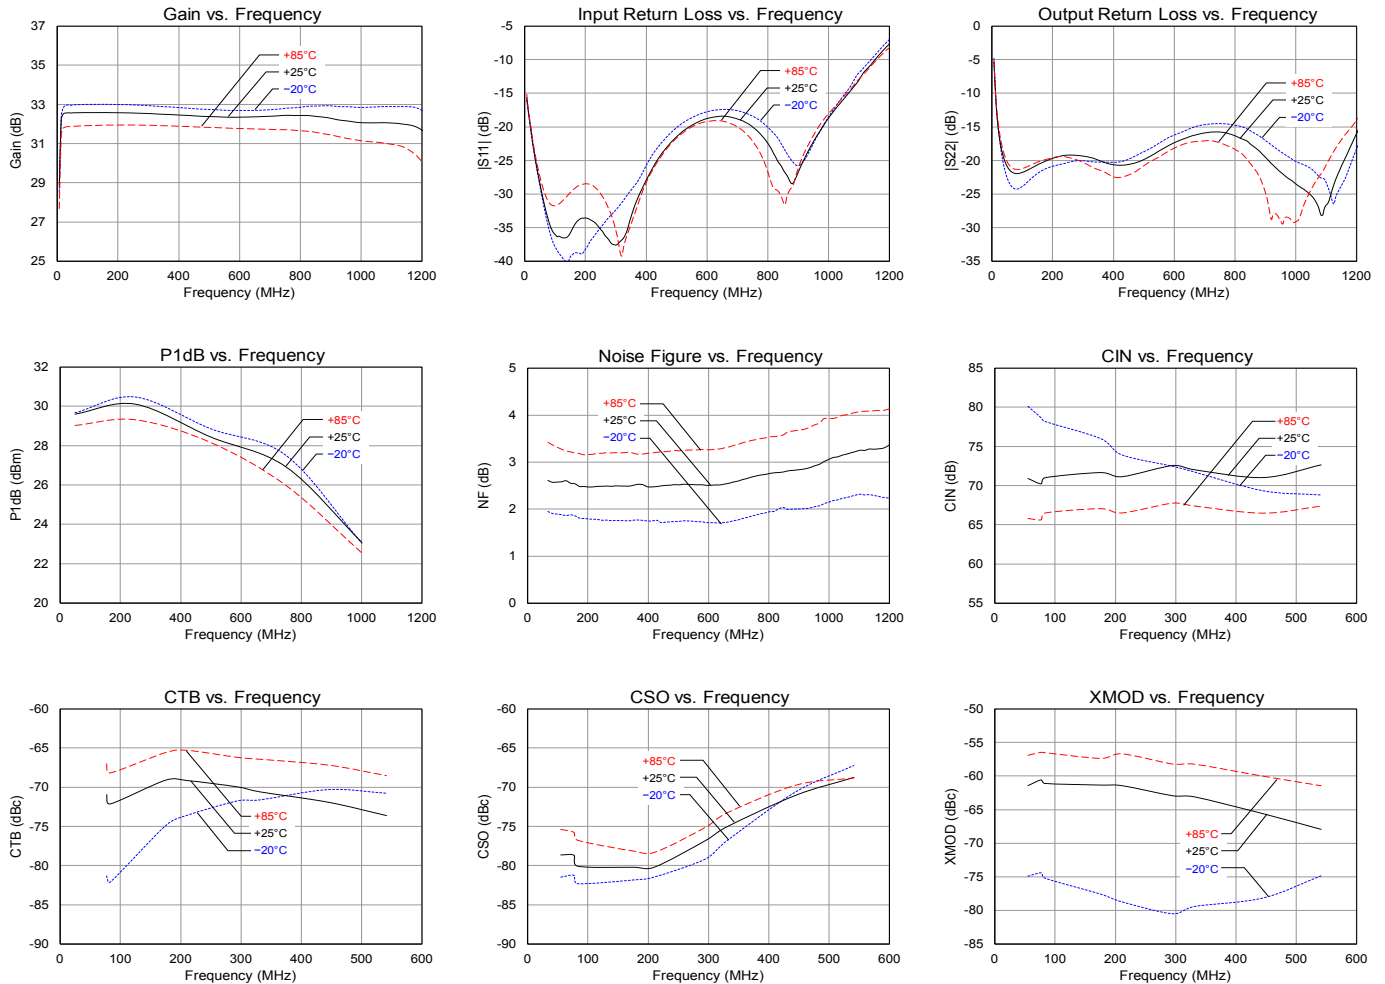 Gain vs. Frequency
37
35
33
31
29
27
25
0 200 400 600 800 1000 1200
Gain (dB)
Frequency (MHz)
+85°C
+25°C
−20°C
Input Return Loss vs. Frequency
-5
-10
-15
-20
-25
-30
-35
-40
0 200 400 600 800 1000 1200
|S11| (dB)
Frequency (MHz)
+85°C
+25°C
−20°C
Output Return Loss vs. Frequency
0
-5
-10
-15
-20
-25
-30
-35
0 200 400 600 800 1000 1200
|S22| (dB)
Frequency (MHz)
+85°C
+25°C
−20°C
P1dB vs. Frequency
32
30
28
26
24
22
20
0 200 400 600 800 1000 1200
P1dB (dBm)
Frequency (MHz)
+85°C
+25°C
−20°C
Noise Figure vs. Frequency
5
4
3
2
1
0
0 200 400 600 800 1000 1200
NF (dB)
Frequency (MHz)
+85°C
+25°C
−20°C
CIN vs. Frequency
85
80
75
70
65
60
55
0 100 200 300 400 500 600
CIN (dB)
Frequency (MHz)
+85°C
+25°C
−20°C
CTB vs. Frequency
-60
-65
-70
-75
-80
-85
-90
0 100 200 300 400 500 600
CTB (dBc)
Frequency (MHz)
+85°C
+25°C
−20°C
CSO vs. Frequency
-60
-65
-70
-75
-80
-85
-90
0 100 200 300 400 500 600
CSO (dBc)
Frequency (MHz)
+85°C
+25°C
−20°C
XMOD vs. Frequency
-50
-55
-60
-65
-70
-75
-80
-85
0 100 200 300 400 500 600
XMOD (dBc)
Frequency (MHz)
+85°C
+25°C
−20°C